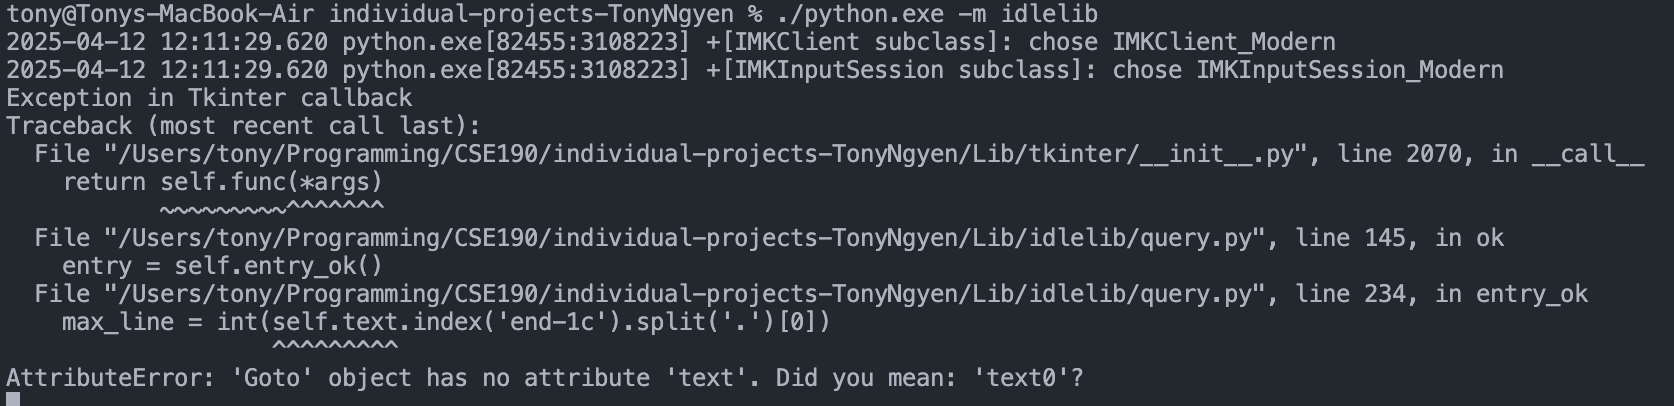 tony@Tonys-MacBook-Air individual-projects-TonyNgyen % ./python.exe -m idlelib
2025-04-12 12:11:29.620 python.exe[82455:3108223] +[IMKClient subclass]: chose IMKClient_Modern
2025-04-12 12:11:29.620 python.exe[82455:3108223] +[IMKInputSession subclass]: chose IMKInputSession_Modern
Exception in Tkinter callback
Traceback (most recent call last):
  File "/Users/tony/Programming/CSE190/individual-projects-TonyNgyen/Lib/tkinter/__init__.py", line 2070, in __call__
    return self.func(*args)
           ~~~~~~~~~^^^^^^^
  File "/Users/tony/Programming/CSE190/individual-projects-TonyNgyen/Lib/idlelib/query.py", line 145, in ok
    entry = self.entry_ok()
  File "/Users/tony/Programming/CSE190/individual-projects-TonyNgyen/Lib/idlelib/query.py", line 234, in entry_ok
    max_line = int(self.text.index('end-1c').split('.')[0])
                   ^^^^^^^^^
AttributeError: 'Goto' object has no attribute 'text'. Did you mean: 'text0'?